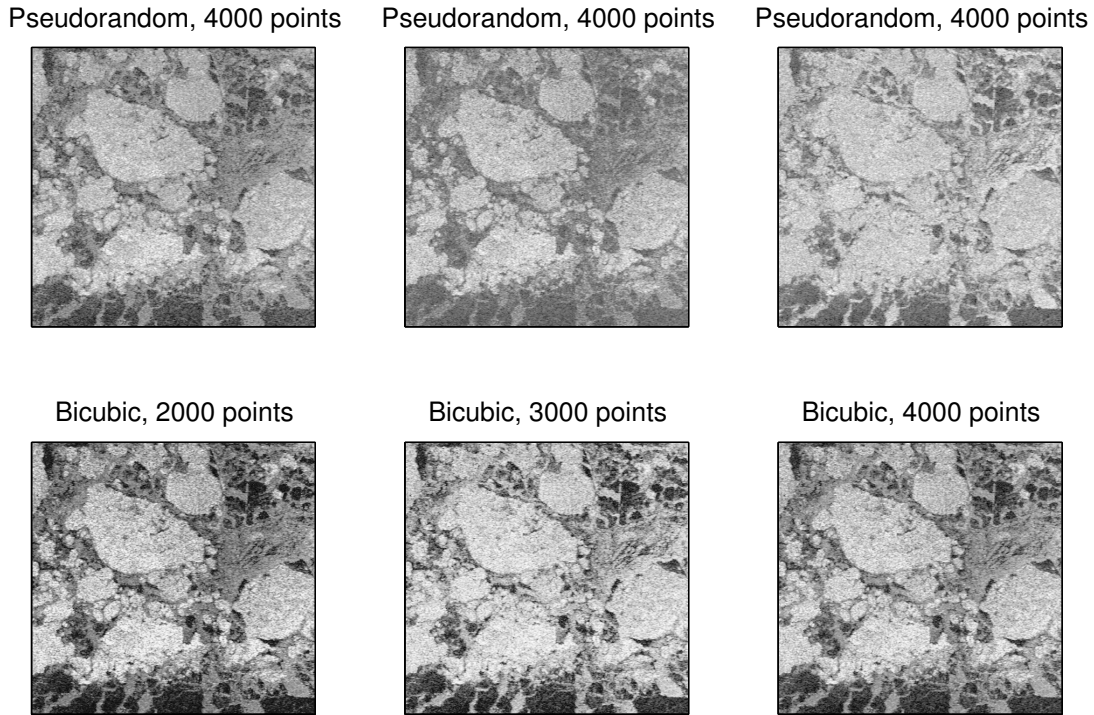 Pseudorandom, 4000 points
Pseudorandom, 4000 points
Pseudorandom, 4000 points
Bicubic, 2000 points
Bicubic, 3000 points
Bicubic, 4000 points